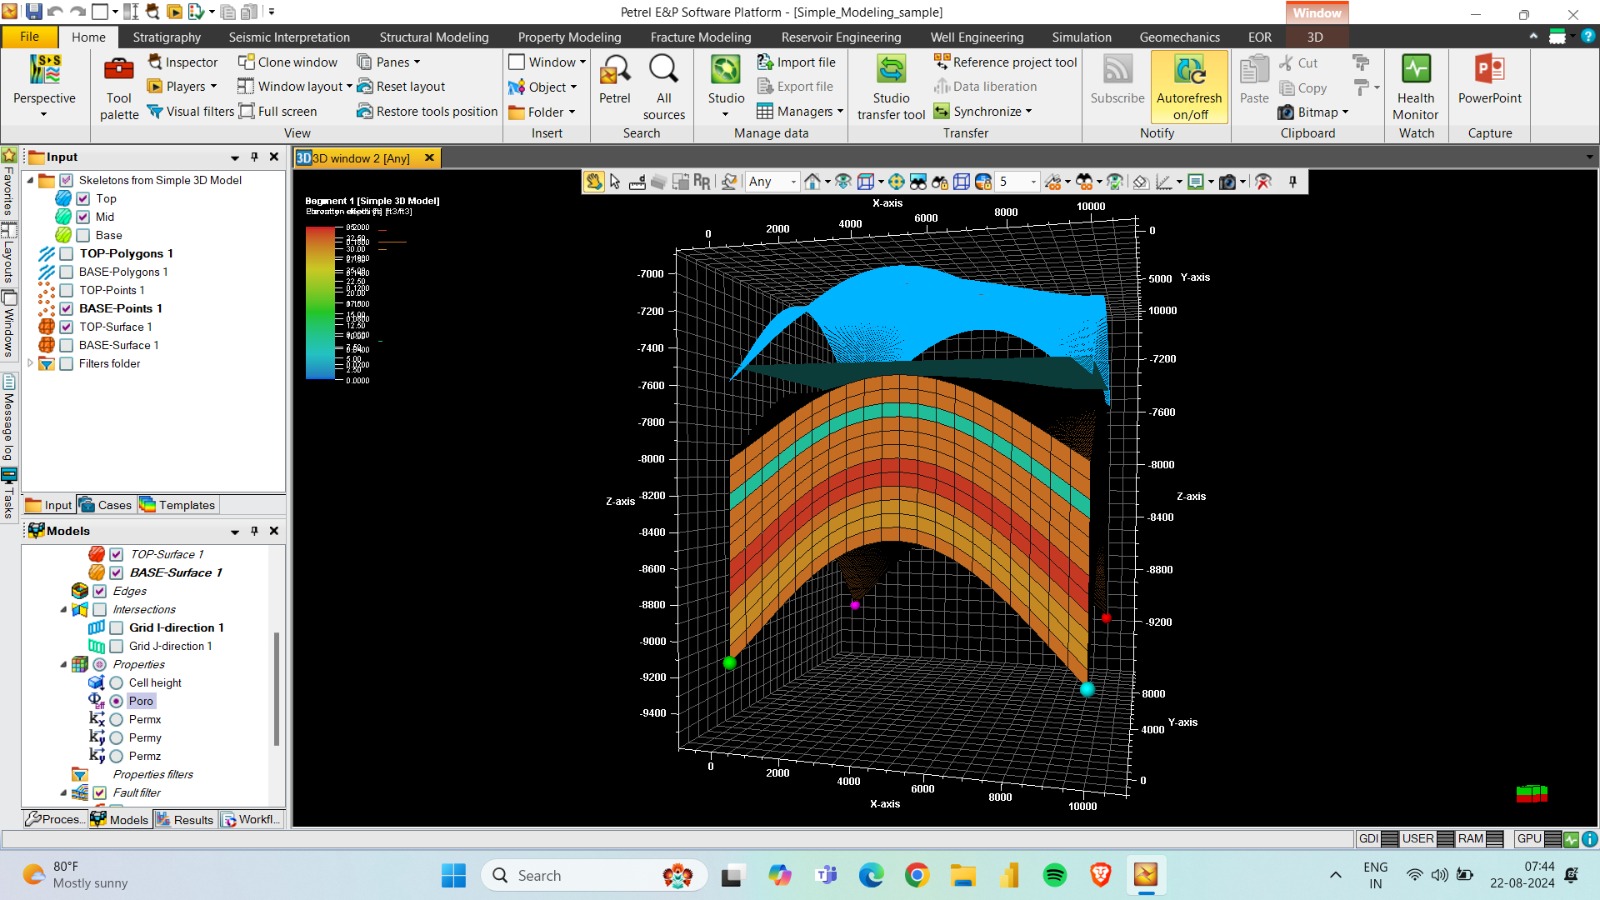 Petrel E&P Software Platform - [Simple_Modeling_sample]
Window
File
Home
Stratigraphy
Seismic Interpretation
Structural Modeling
Property Modeling
Fracture Modeling
Reservoir Engineering
Well Engineering
Simulation
Geomechanics
EOR
3D
Perspective
Tool palette
Inspector
Players
Visual filters
Clone window
Window layout
Full screen
Panes
Reset layout
Restore tools position
View
Window
Object
Folder
Insert
Petrel
All sources
Search
Studio
Import file
Export file
Managers
Manage data
Studio transfer tool
Reference project tool
Data liberation
Synchronize
Transfer
Subscribe
Autorefresh on/off
Notify
Paste
Cut
Copy
Bitmap
Clipboard
Health Monitor
Watch
PowerPoint
Capture
Favorites
Layouts
Windows
Message log
Tasks
Input
Skeletons from Simple 3D Model
Top
Mid
Base
TOP-Polygons 1
BASE-Polygons 1
TOP-Points 1
BASE-Points 1
TOP-Surface 1
BASE-Surface 1
Filters folder
Input
Cases
Templates
Models
TOP-Surface 1
BASE-Surface 1
Edges
Intersections
Grid I-direction 1
Grid J-direction 1
Properties
Cell height
Poro
Permx
Permy
Permz
Properties filters
Fault filter
Proces...
Models
Results
Workfl...
3D 3D window 2 [Any]
Any
5
1 [Simple 3D Model]
X-axis
0 2000 4000 6000 8000 10000
0
5000
10000
Y-axis
-7000
-7200
-7400
-7600
-7800
-8000
-8200
-8400
-8600
-8800
-9000
-9200
-9400
Z-axis
-7200
-7600
-8000
-8400
-8800
-9200
Z-axis
8000
4000
0
Y-axis
0 2000 4000 6000 8000 10000
X-axis
GDI
USER
RAM
GPU
80°F
Mostly sunny
Search
ENG
IN
07:44
22-08-2024